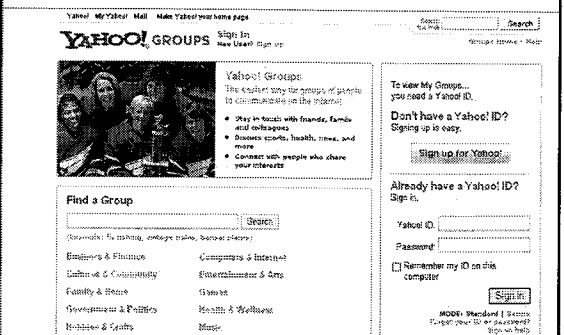 Yahoo! My Yahoo! Mail Make Yahoo! your home page
Search
the web
Search
YAHOO! GROUPS
Sign In
New User? Sign up
Groups Home - Help
Yahoo! Groups
The easiest way for groups of people
to communicate on the Internet
Stay in touch with friends, family
and colleagues
Discuss sports, health, news, and
more
Connect with people who share
your interests
To view My Groups...
you need a Yahoo! ID.
Don't have a Yahoo! ID?
Signing up is easy.
Sign up for Yahoo!
Already have a Yahoo! ID?
Sign in.
Yahoo! ID:
Password:
Remember my ID on this
computer
Sign In
MODE: Standard | Secure
Forget your ID or password?
Sign in help
Find a Group
Search
Business & Finance
Computers & Internet
Cultures & Community
Entertainment & Arts
Family & Home
Games
Government & Politics
Health & Wellness
Hobbies & Crafts
Music